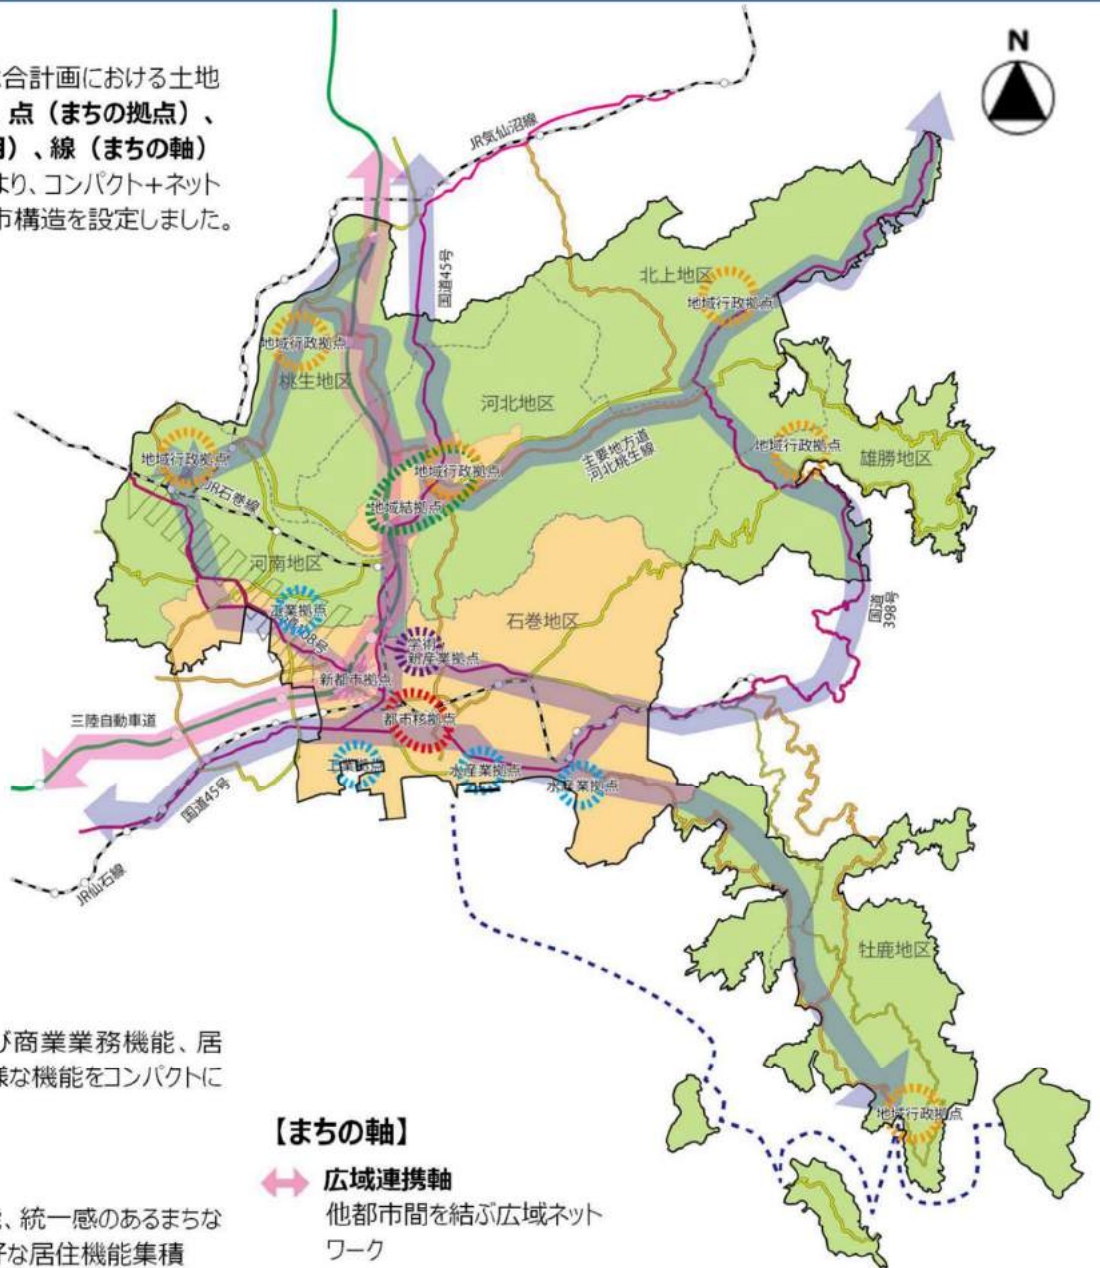 合計画における土地
点（まちの拠点）、
）、線（まちの軸）
より、コンパクト＋ネット
市構造を設定しました。
N
JR気仙沼線
国道45号
北上地区
地域行政拠点
地域行政拠点
桃生地区
河北地区
地域行政拠点
地域行政拠点
地域行政拠点
雄勝地区
主要地方道
河北桃生線
JR石巻線
地域結拠点
河南地区
石巻地区
国道
398号
工業拠点
学術
新産業拠点
新都市拠点
三陸自動車道
都市核拠点
工業拠点
水産業拠点
水産業拠点
国道45号
JR仙石線
牡鹿地区
地域行政拠点
び商業業務機能、居
様な機能をコンパクトに
【まちの軸】
広域連携軸
他都市間を結ぶ広域ネット
ワーク
、統一感のあるまちな
好な居住機能集積